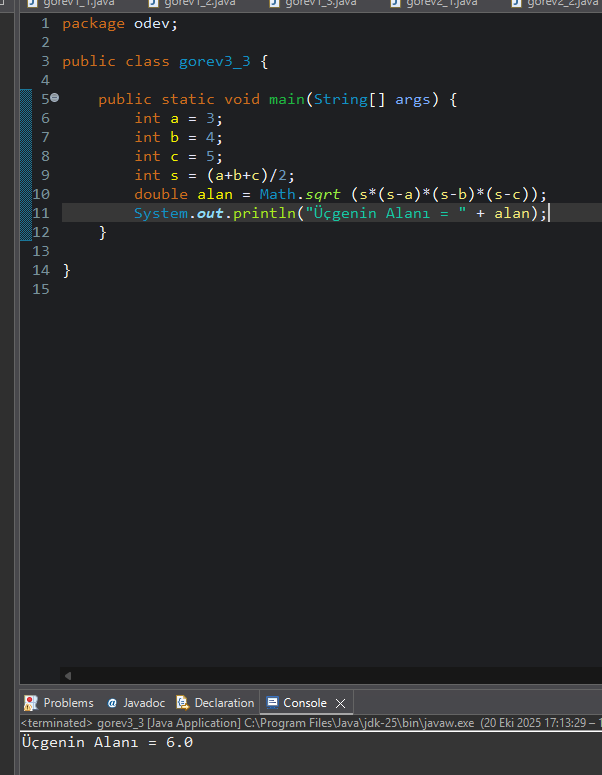 gorev1_1.java gorev1_2.java gorev1_3.java gorev2_1.java gorev2_2.java
1 package odev;
2
3 public class gorev3_3 {
4
5 public static void main(String[] args) {
6 int a = 3;
7 int b = 4;
8 int c = 5;
9 int s = (a+b+c)/2;
10 double alan = Math.sqrt (s*(s-a)*(s-b)*(s-c));
11 System.out.println("Üçgenin Alanı = " + alan);
12 }
13
14 }
15
Problems @ Javadoc Declaration Console
<terminated> gorev3_3 [Java Application] C:\Program Files\Java\jdk-25\bin\javaw.exe (20 Eki 2025 17:13:29 – 1
Üçgenin Alanı = 6.0